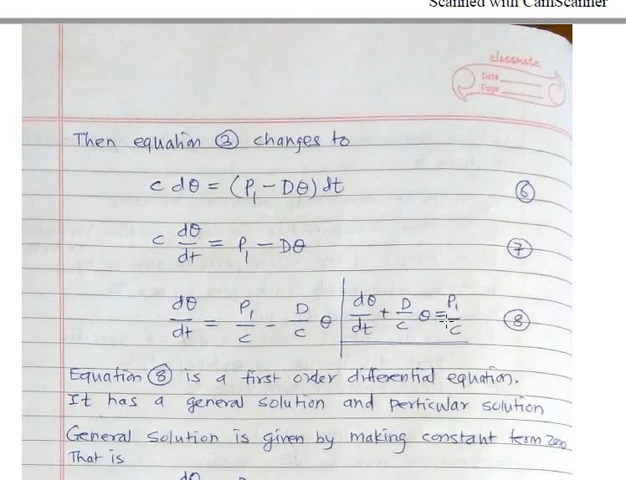 Scanned with CamScanner
classmate
Date
Page
Then equation ③ changes to
c dθ = (P₁ - Dθ) dt ⑥
c dθ/dt = P₁ - Dθ ⑦
dθ/dt = P₁/c - D/c θ | dθ/dt + D/c θ = P₁/c ⑧
Equation ⑧ is a first order differential equation.
It has a general solution and perticular solution
General Solution is given by making constant term zero
That is